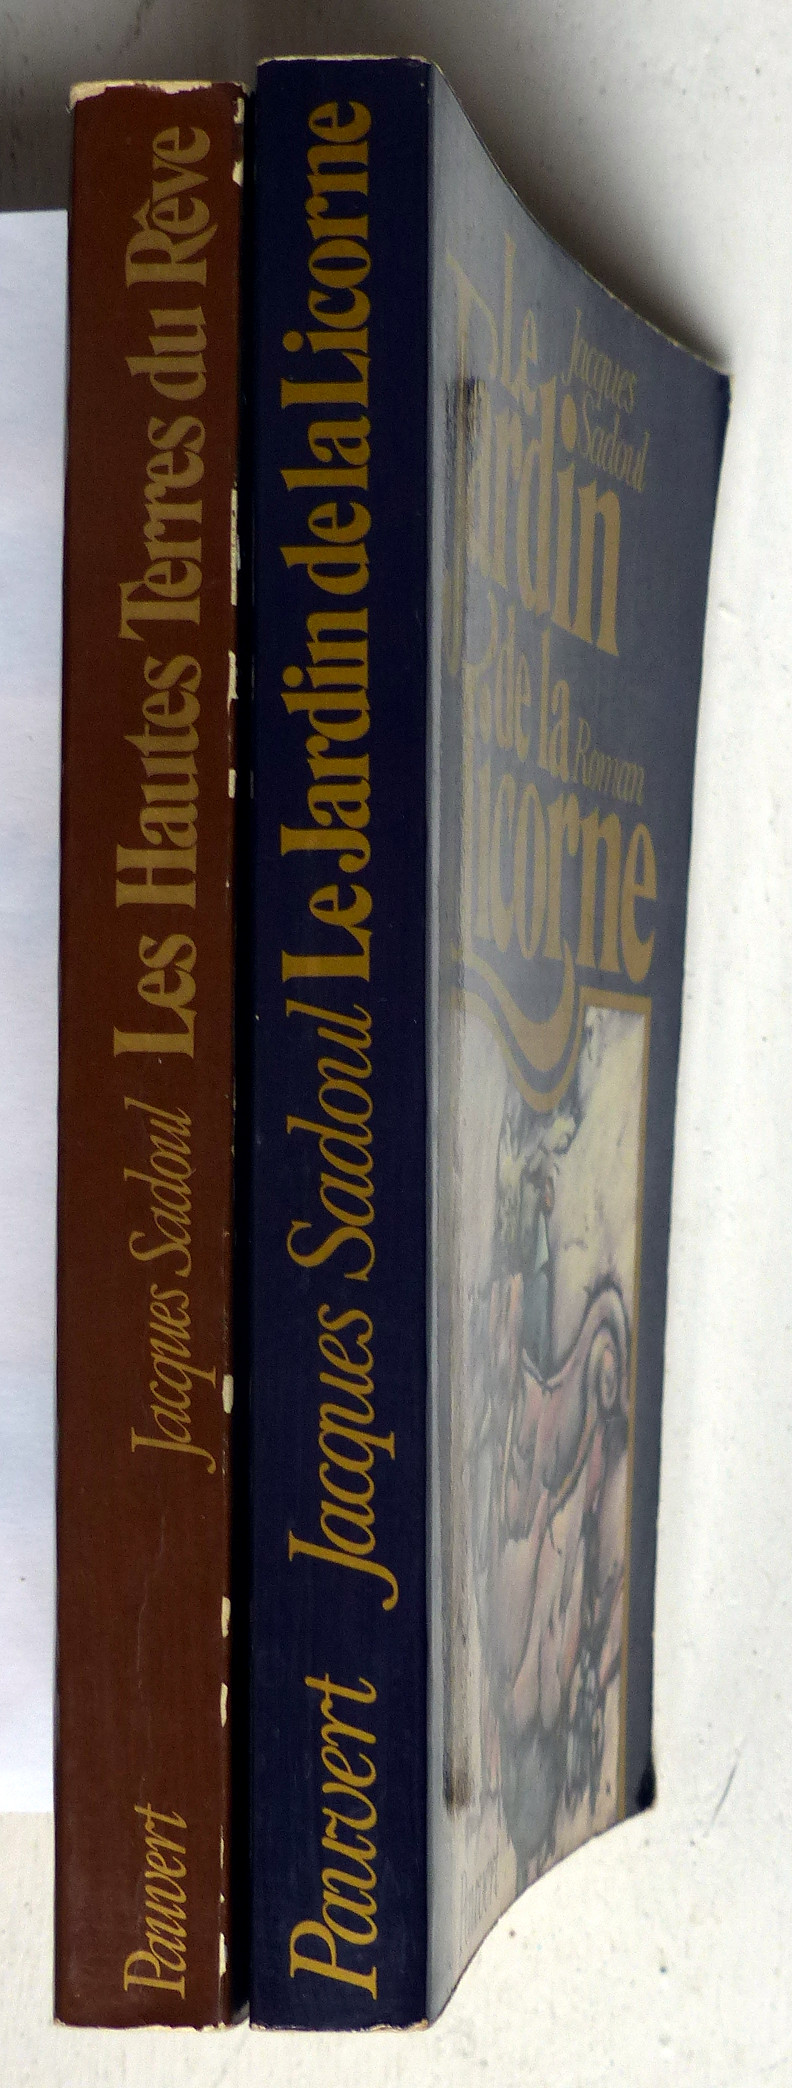 Pauvert Jacques Sadoul Les Hautes Terres du Rêve
Pauvert Jacques Sadoul Le Jardin de la Licorne
Jacques
Sadoul
Le
Jardin
de la
Licorne
Roman
Pauvert